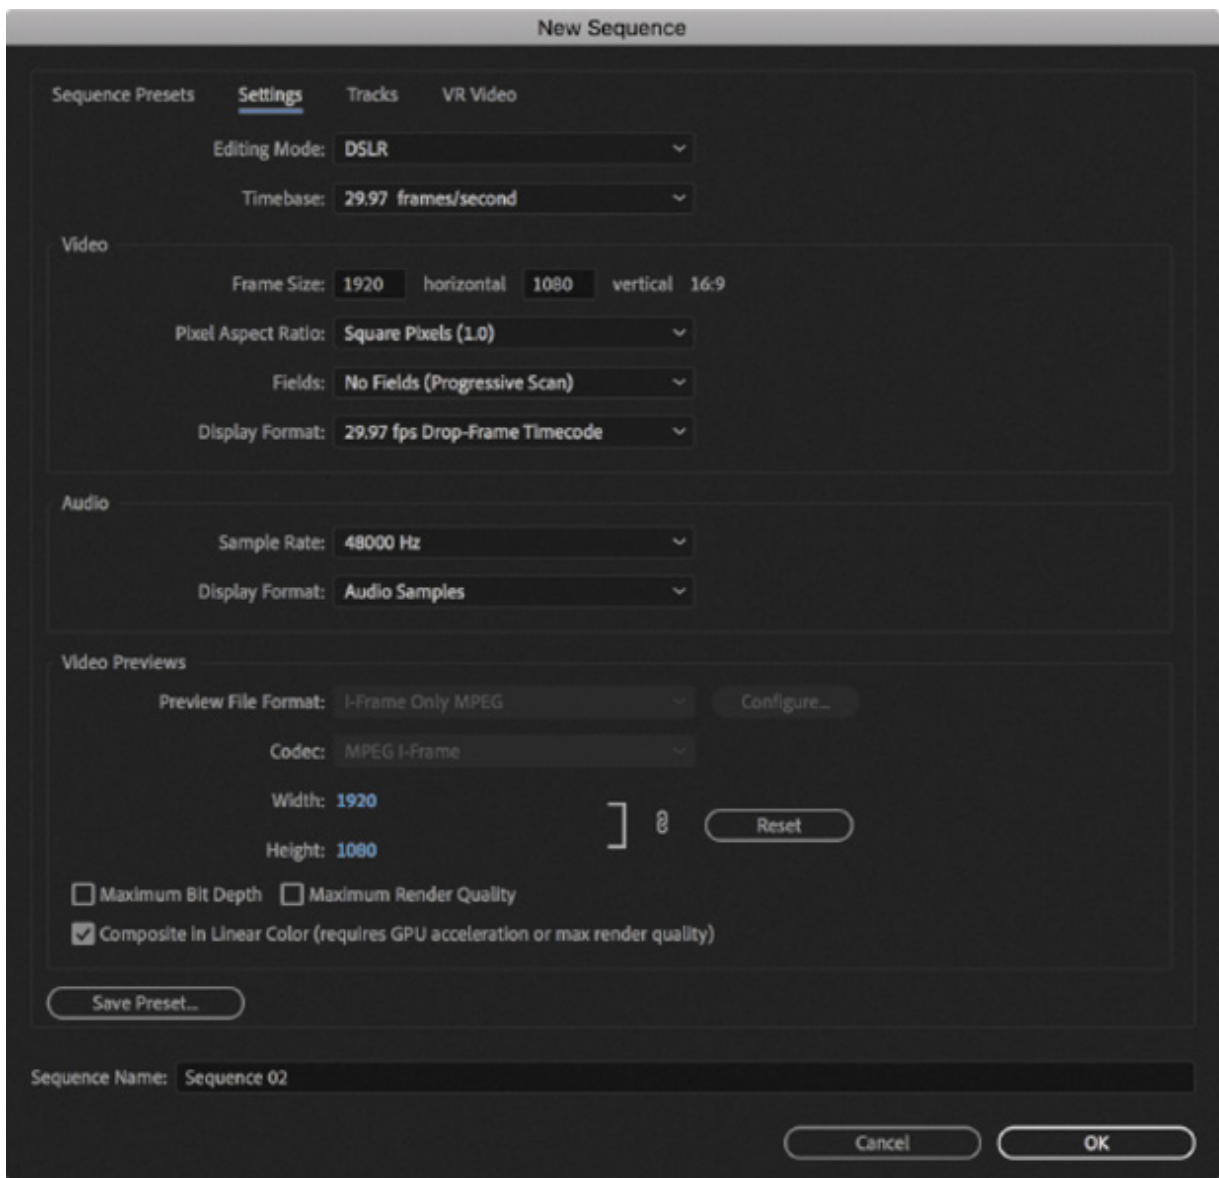 New Sequence
Sequence Presets Settings Tracks VR Video
Editing Mode: DSLR
Timebase: 29.97 frames/second
Video
Frame Size: 1920 horizontal 1080 vertical 16:9
Pixel Aspect Ratio: Square Pixels (1.0)
Fields: No Fields (Progressive Scan)
Display Format: 29.97 fps Drop-Frame Timecode
Audio
Sample Rate: 48000 Hz
Display Format: Audio Samples
Video Previews
Preview File Format: I-Frame Only MPEG Configure...
Codec: MPEG I-Frame
Width: 1920
Reset
Height: 1080
Maximum Bit Depth Maximum Render Quality
Composite in Linear Color (requires GPU acceleration or max render quality)
Save Preset...
Sequence Name: Sequence 02
Cancel OK